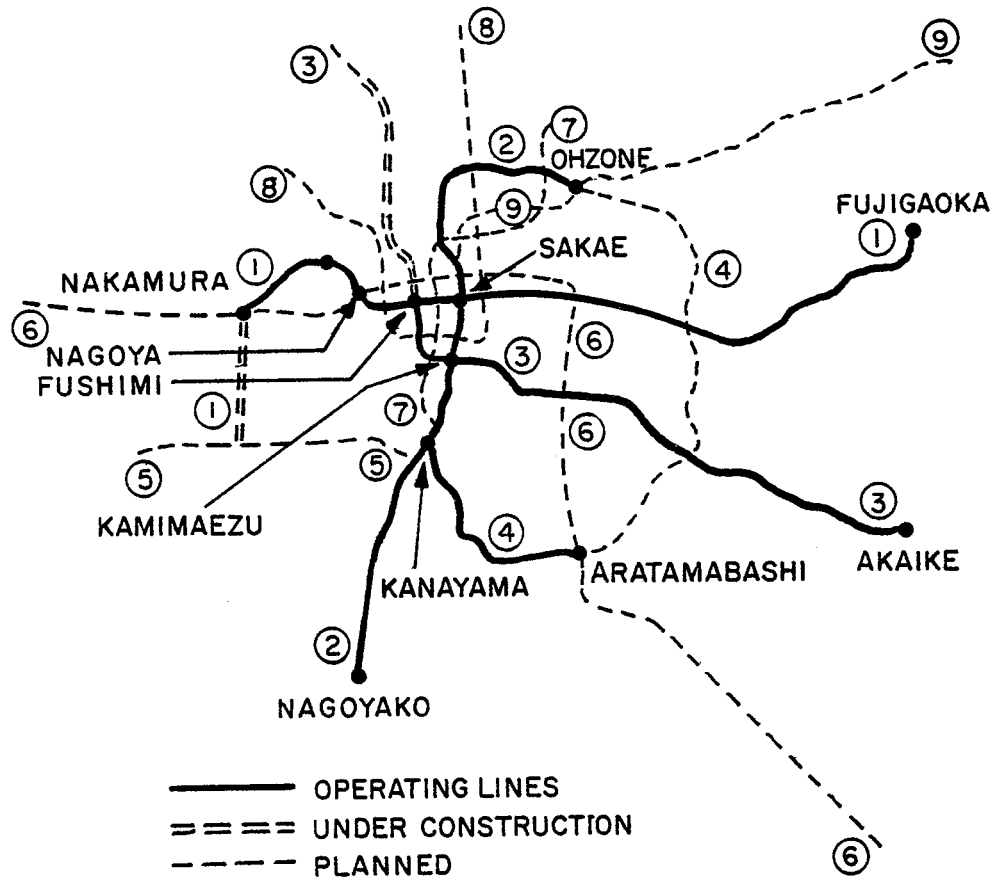 8
9
3
7
2
OHZONE
8
9
FUJIGAOKA
1
SAKAE
1
4
NAKAMURA
6
6
NAGOYA
3
FUSHIMI
1
7
6
5
5
3
KAMIMAEZU
4
AKAIKE
ARATAMABASHI
KANAYAMA
2
NAGOYAKO
OPERATING LINES
UNDER CONSTRUCTION
PLANNED
6